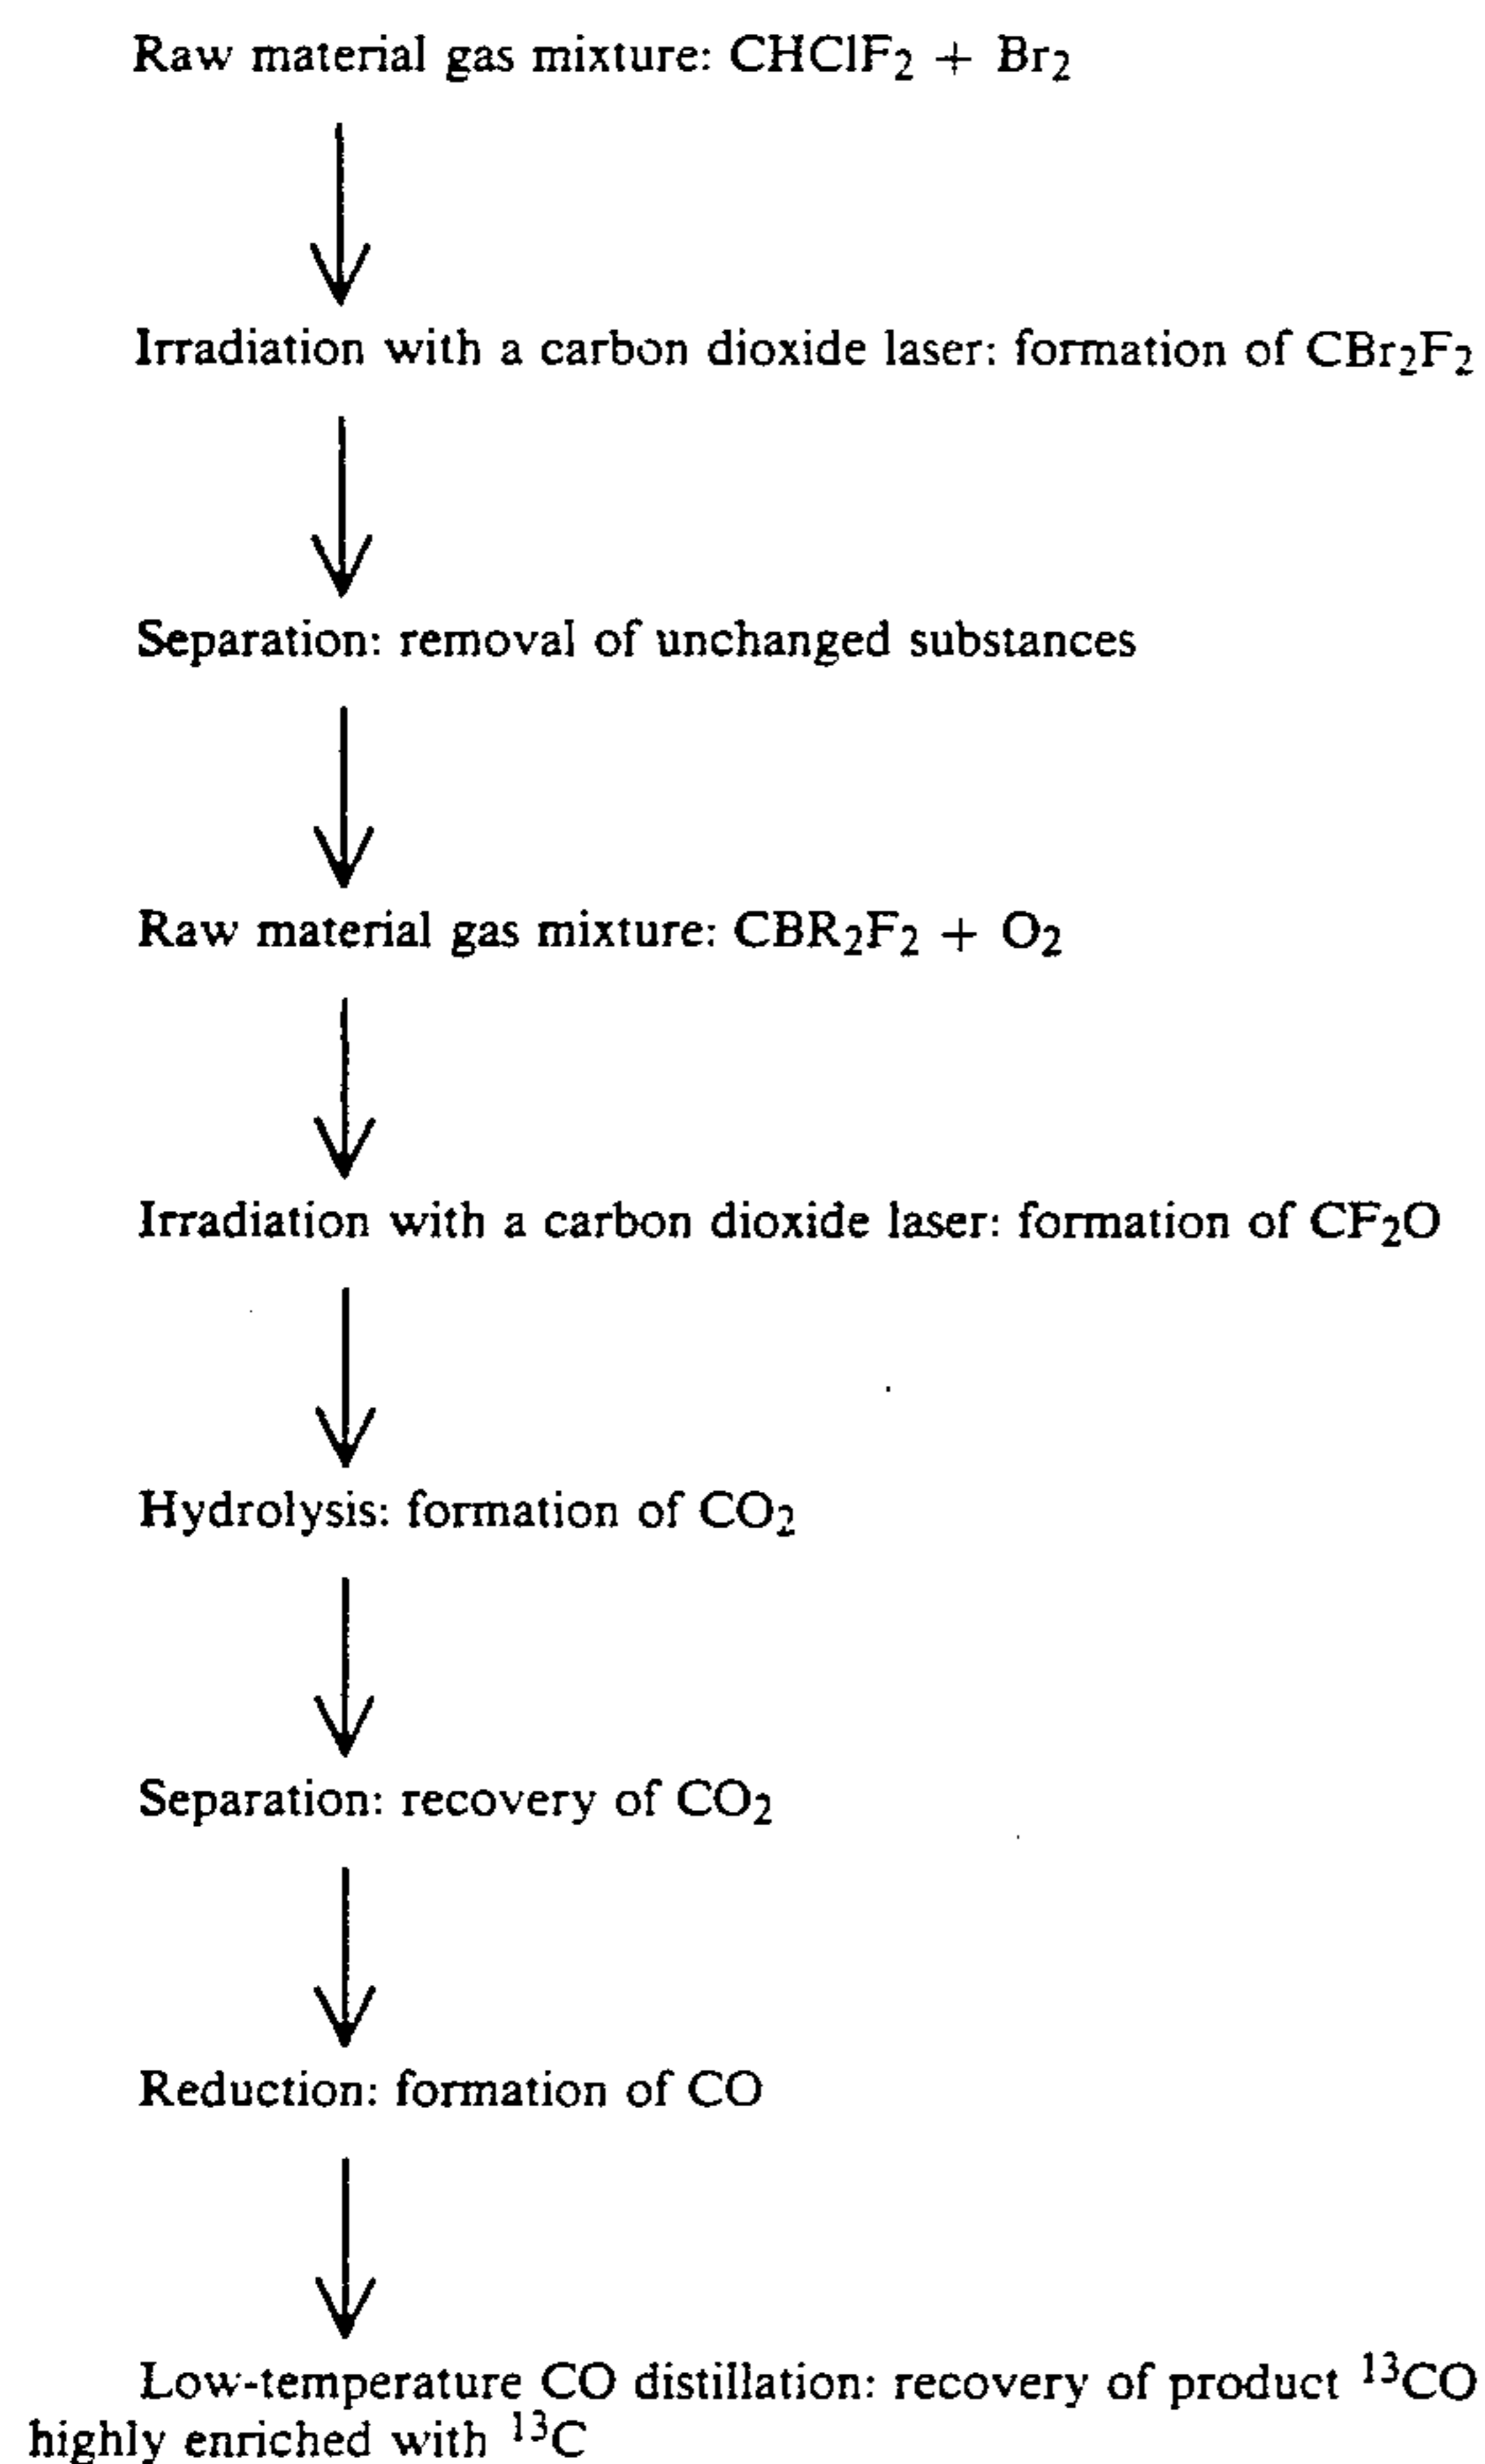 Raw material gas mixture: CHClF2 + Br2
Irradiation with a carbon dioxide laser: formation of CBr2F2
Separation: removal of unchanged substances
Raw material gas mixture: CBR2F2 + O2
Irradiation with a carbon dioxide laser: formation of CF2O
Hydrolysis: formation of CO2
Separation: recovery of CO2
Reduction: formation of CO
Low-temperature CO distillation: recovery of product 13CO
highly enriched with 13C